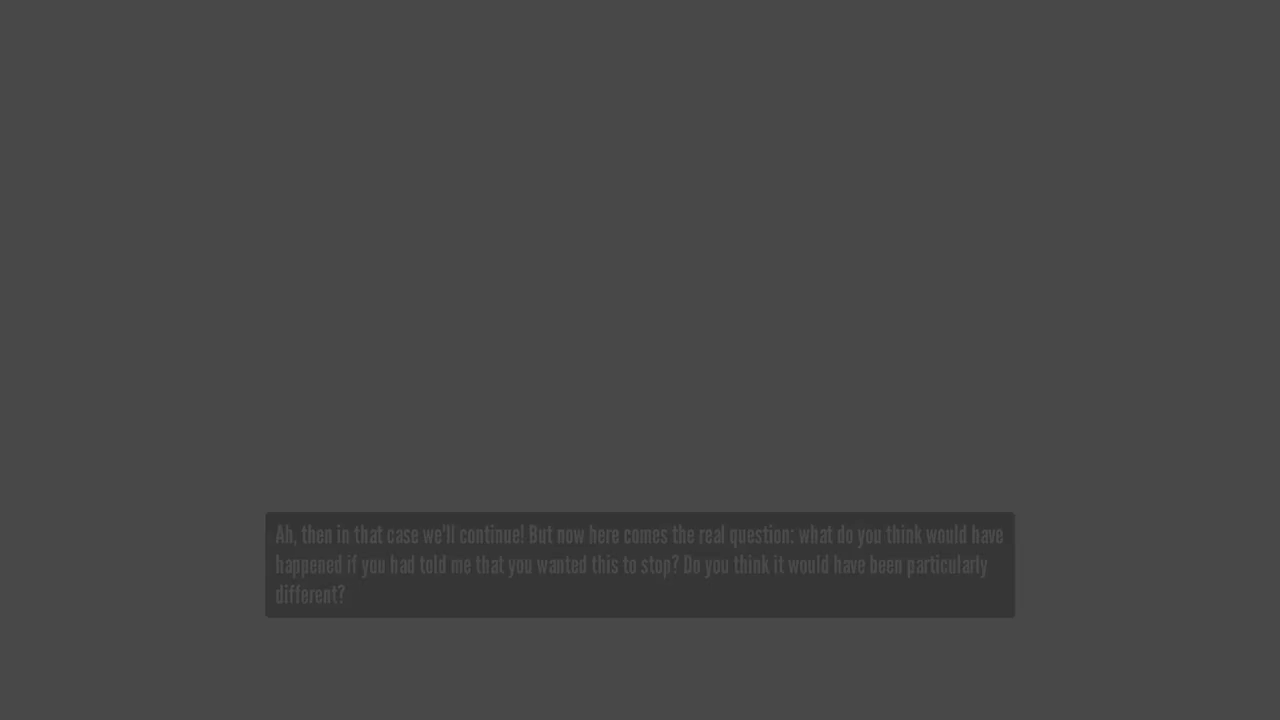 Ah, then in that case we'll continue! But now here comes the real question: what do you think would have
happened if you had told me that you wanted this to stop? Do you think it would have been particularly
different?